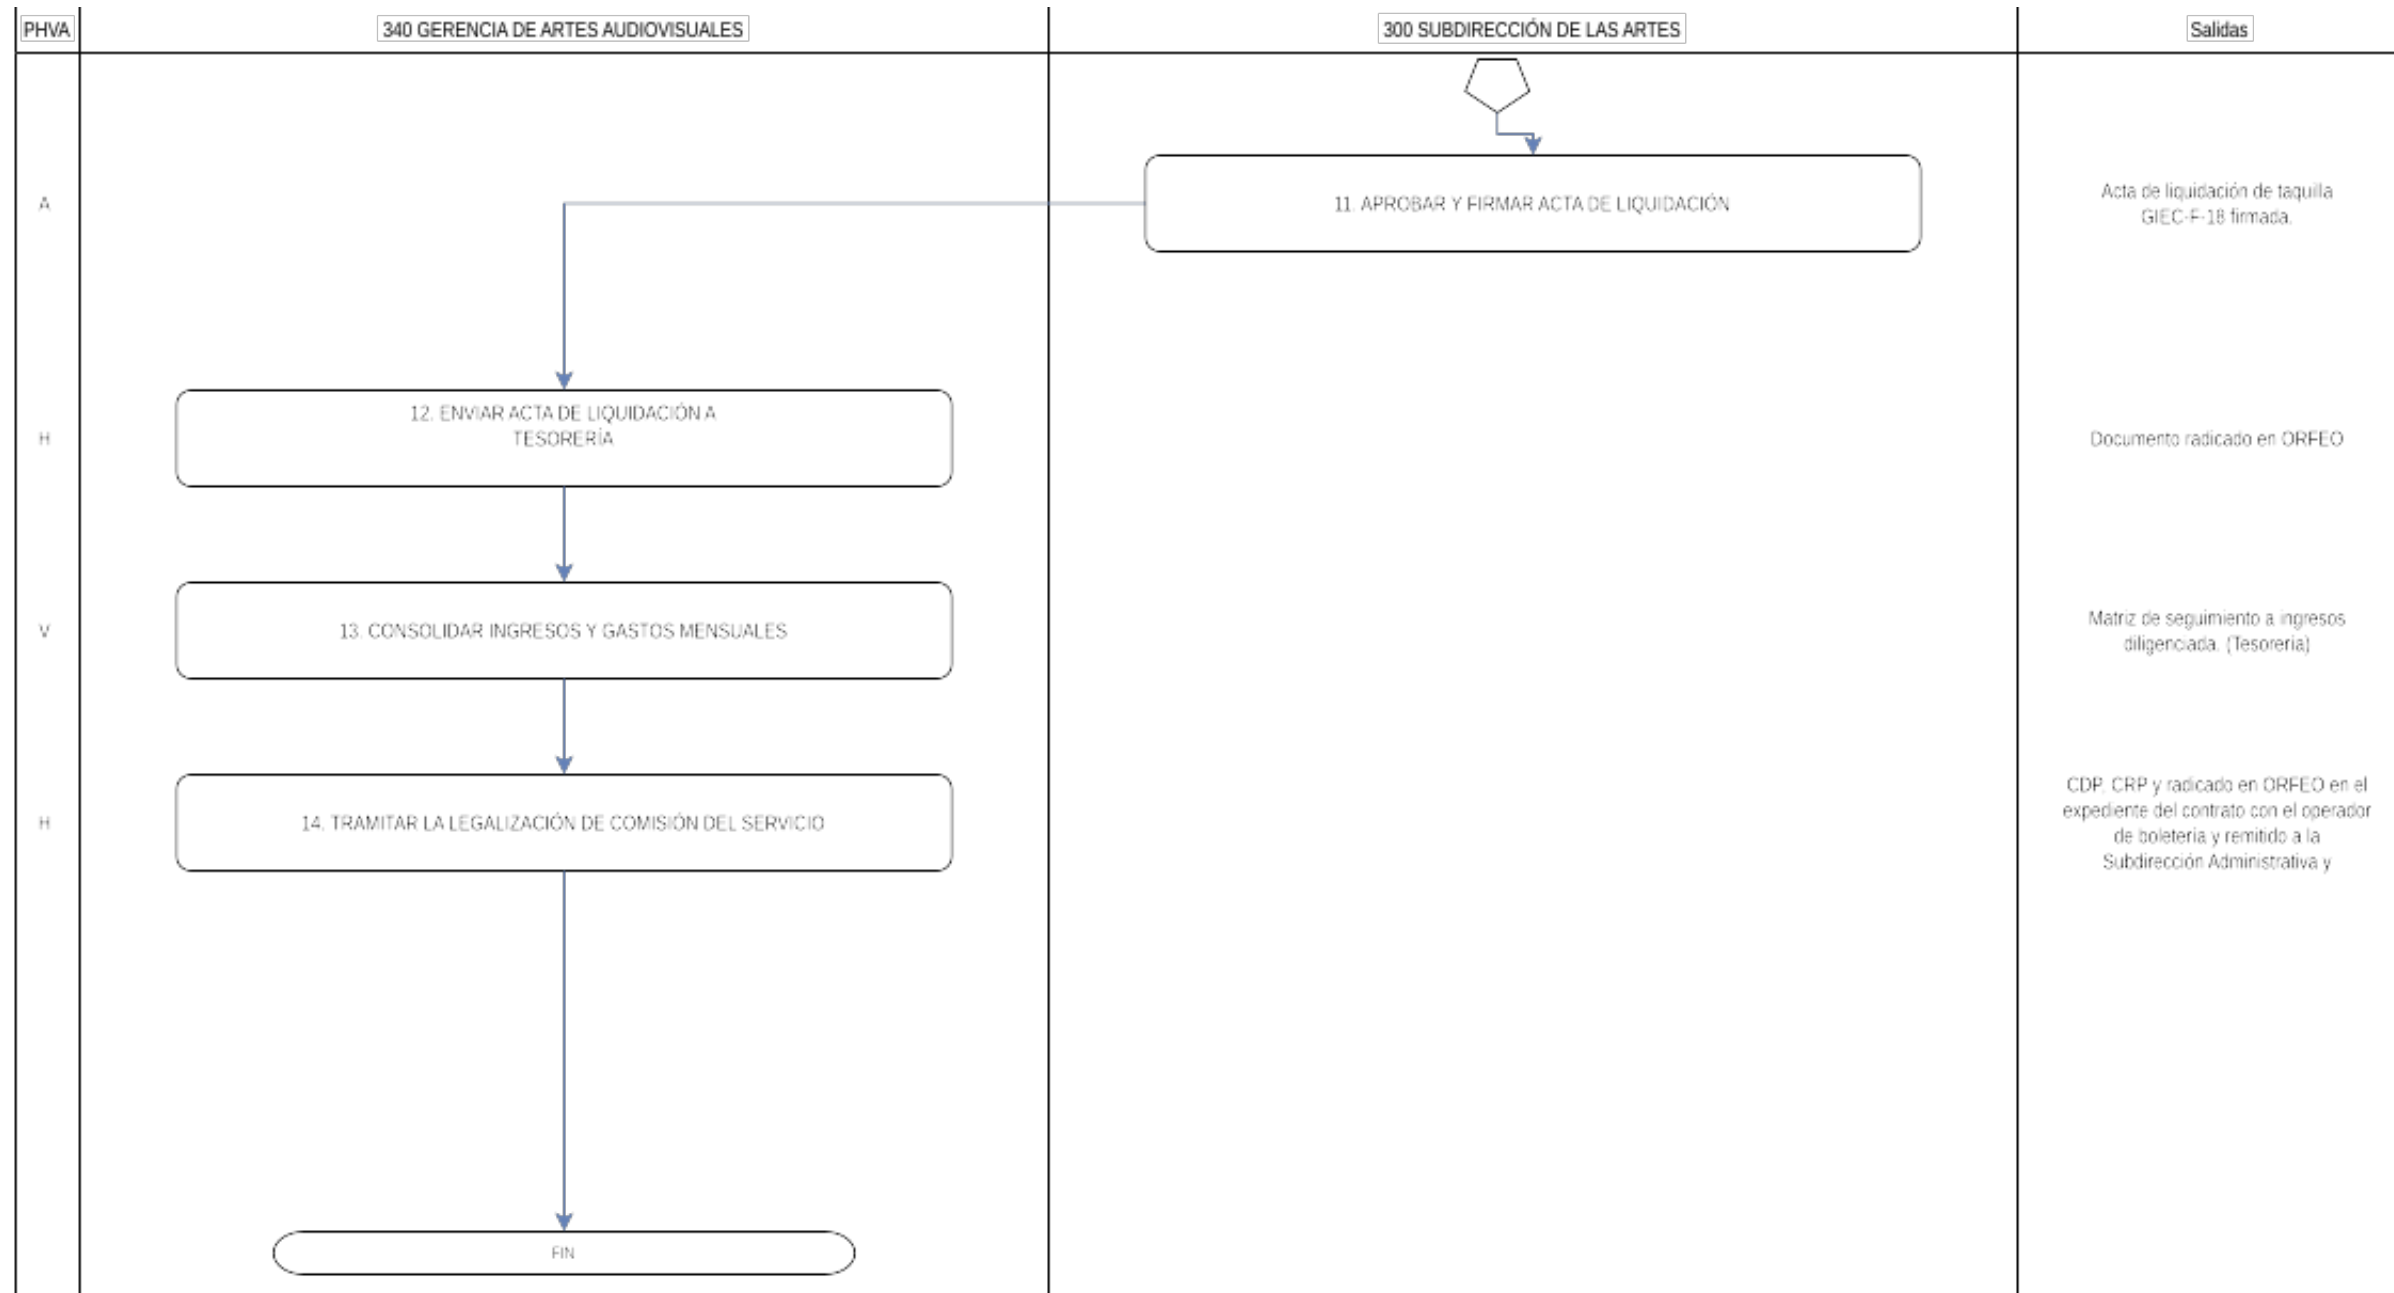 PHVA
340 GERENCIA DE ARTES AUDIOVISUALES
300 SUBDIRECCIÓN DE LAS ARTES
Salidas
A
11. APROBAR Y FIRMAR ACTA DE LIQUIDACIÓN
Acta de liquidación de taquilla
GIEC-F-18 firmada.
H
12. ENVIAR ACTA DE LIQUIDACIÓN A
TESORERÍA
Documento radicado en ORFEO
V
13. CONSOLIDAR INGRESOS Y GASTOS MENSUALES
Matriz de seguimiento a ingresos
diligenciada. (Tesoreria)
H
14. TRAMITAR LA LEGALIZACIÓN DE COMISIÓN DEL SERVICIO
CDP, CRP y radicado en ORFEO en el
expediente del contrato con el operador
de boleteria y remitido a la
Subdirección Administrativa y
FIN